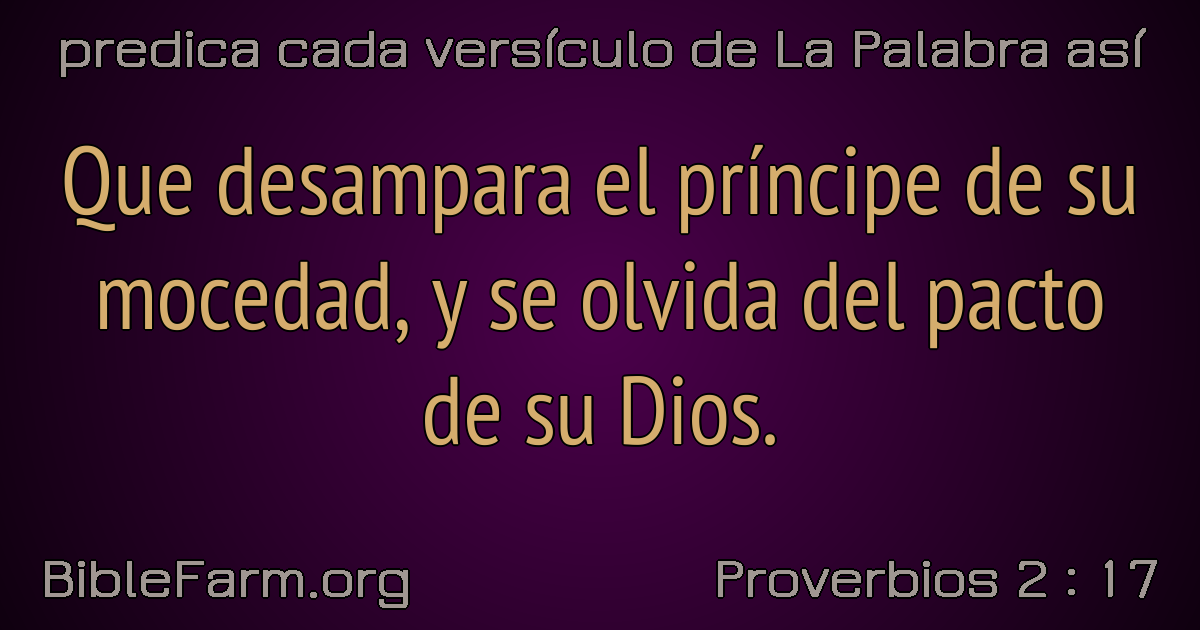 predica cada versículo de La Palabra así
Que desampara el príncipe de su
mocedad, y se olvida del pacto
de su Dios.
BibleFarm.org
Proverbios 2 : 17